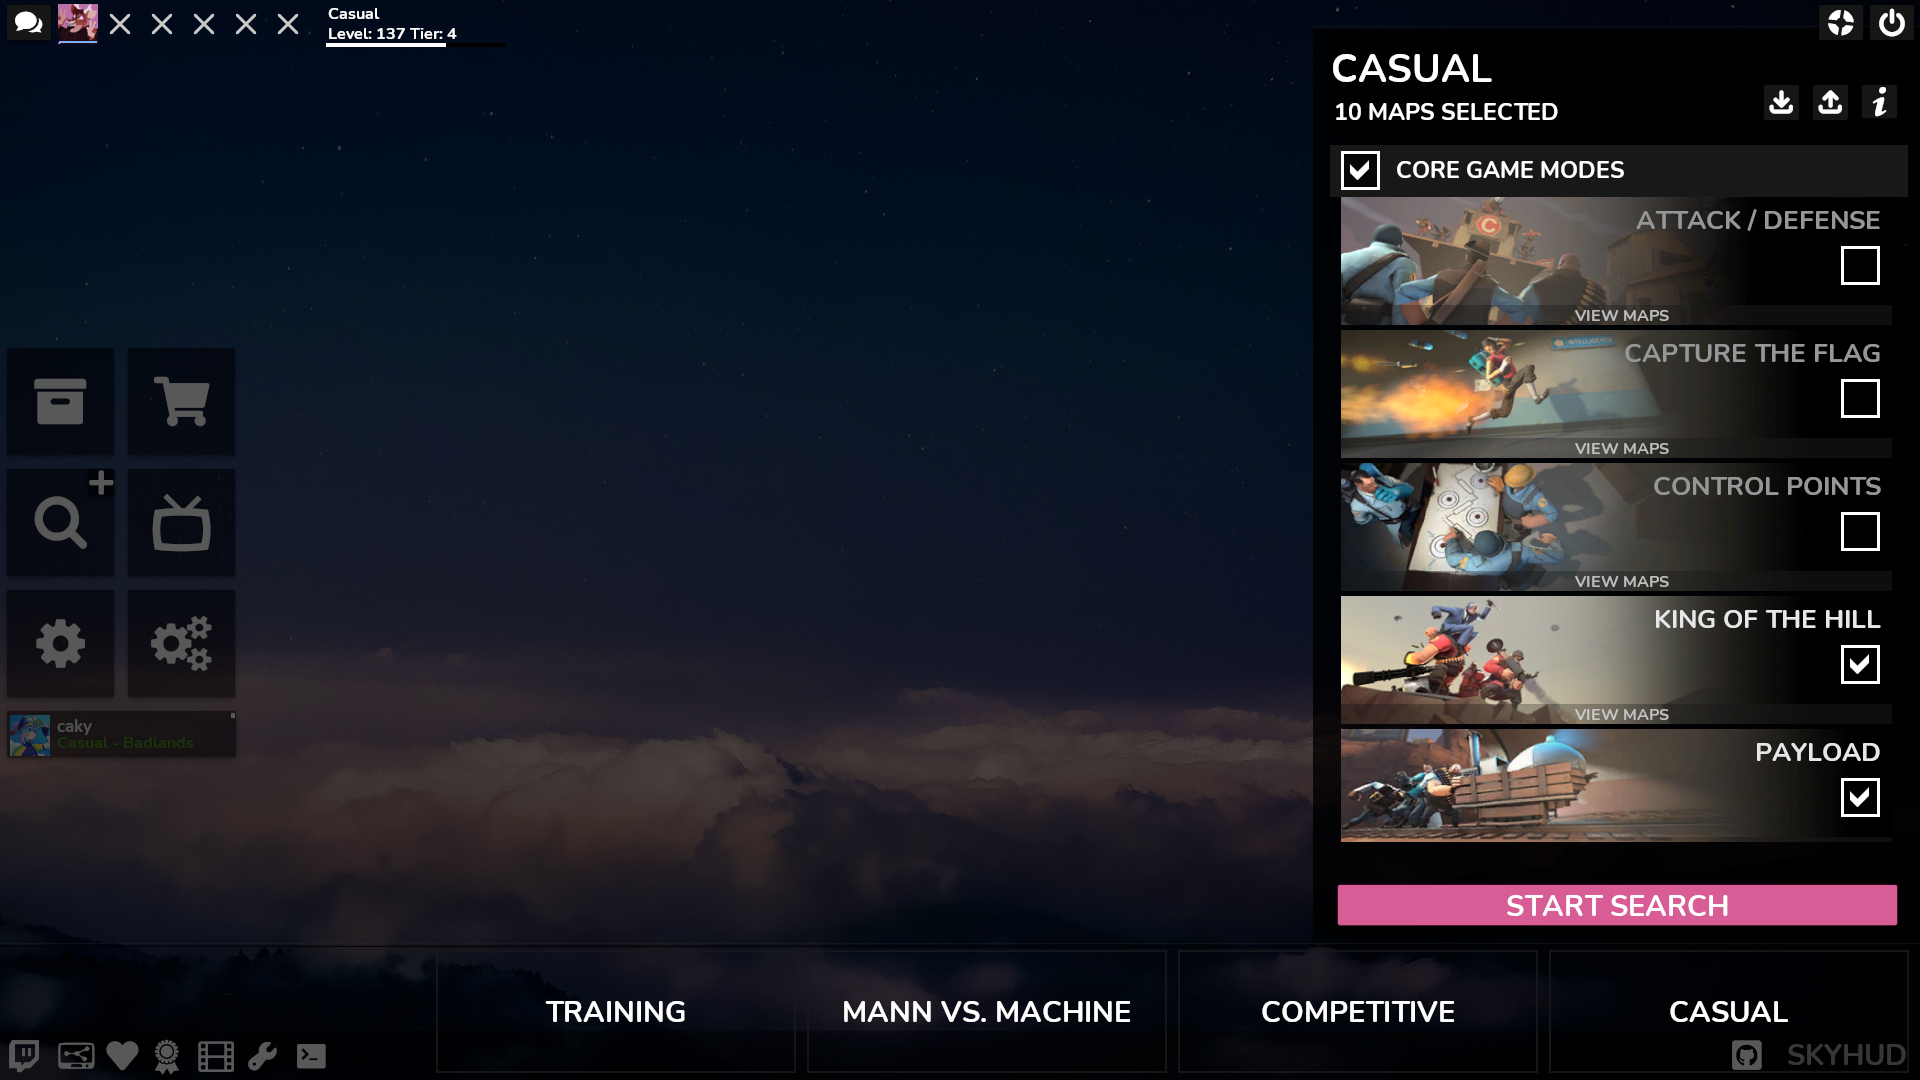 Casual
Level: 137 Tier: 4
CASUAL
10 MAPS SELECTED
CORE GAME MODES
ATTACK / DEFENSE
VIEW MAPS
INTELLIGENCE
CAPTURE THE FLAG
VIEW MAPS
CONTROL POINTS
VIEW MAPS
KING OF THE HILL
VIEW MAPS
PAYLOAD
START SEARCH
caky
Casual - Badlands
TRAINING
MANN VS. MACHINE
COMPETITIVE
CASUAL
SKYHUD